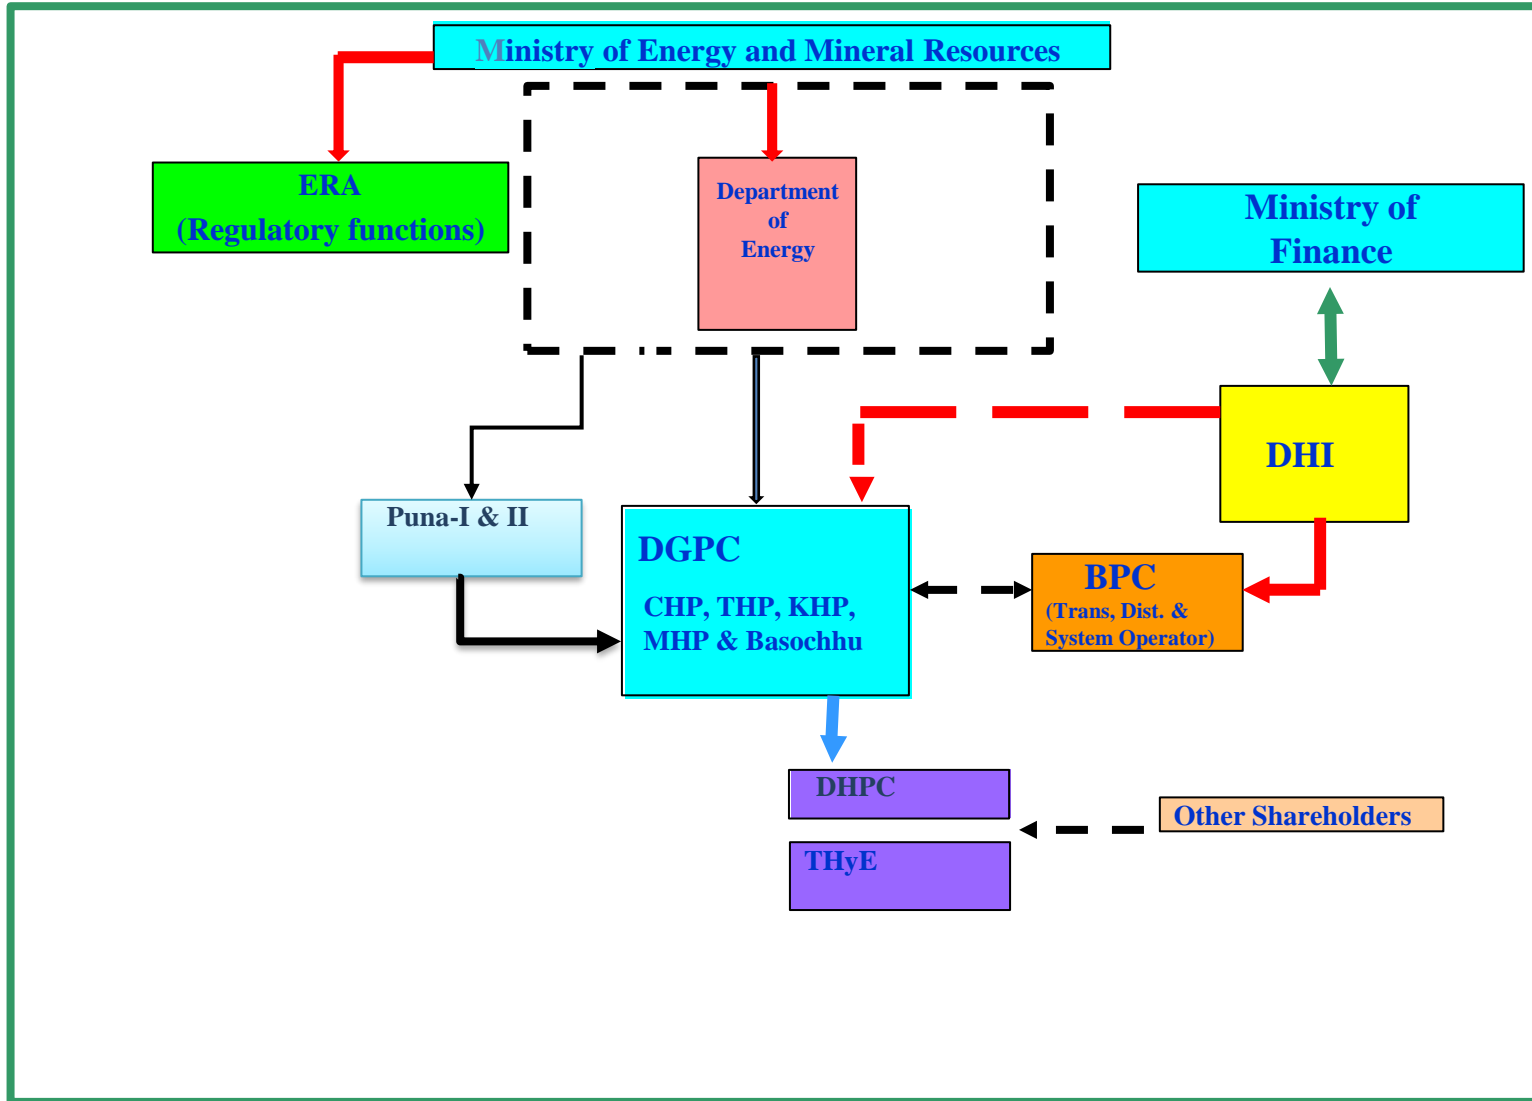 Ministry of Energy and Mineral Resources
ERA
(Regulatory functions)
Department
of
Energy
Ministry of
Finance
DHI
Puna-I & II
DGPC
CHP, THP, KHP,
MHP & Basochhu
BPC
(Trans, Dist. &
System Operator)
DHPC
Other Shareholders
THyE